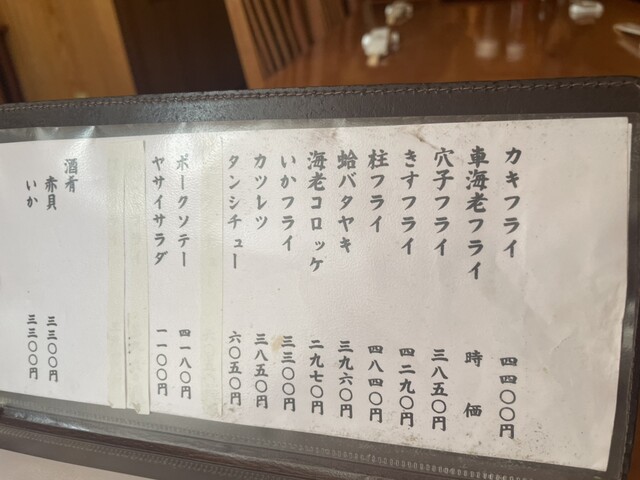 カキフライ 四四〇〇円
車海老フライ 時価
穴子フライ 三八五〇円
きすフライ 四二九〇円
柱フライ 四八四〇円
蛤バタヤキ 三九六〇円
海老コロッケ 二九七〇円
いかフライ 三三〇〇円
カツレツ 三八五〇円
タンシチュー 六〇五〇円
ポークソテー 四一八〇円
ヤサイサラダ 一一〇〇円
酒肴
赤貝 三三〇〇円
いか 三三〇〇円